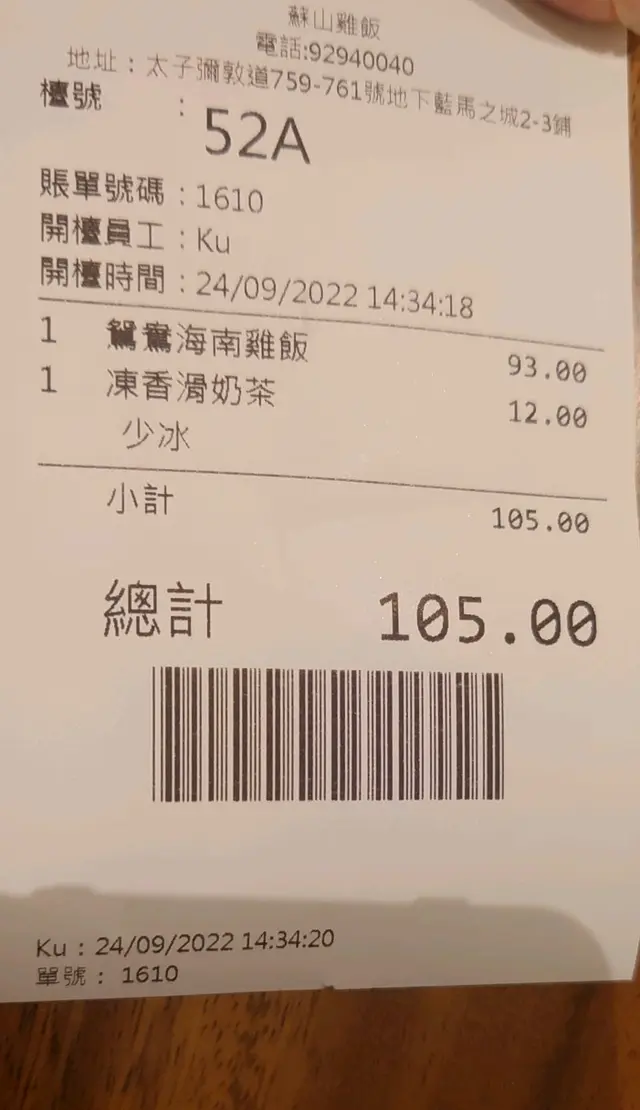 蘇山雞飯
電話:92940040
地址：太子彌敦道759-761號地下藍馬之城2-3鋪
檯號 : 52A
賬單號碼 : 1610
開檯員工 : Ku
開檯時間 : 24/09/2022 14:34:18
1 鴛鴦海南雞飯 93.00
1 凍香滑奶茶 12.00
少冰
小計 105.00
總計 105.00
Ku : 24/09/2022 14:34:20
單號 : 1610